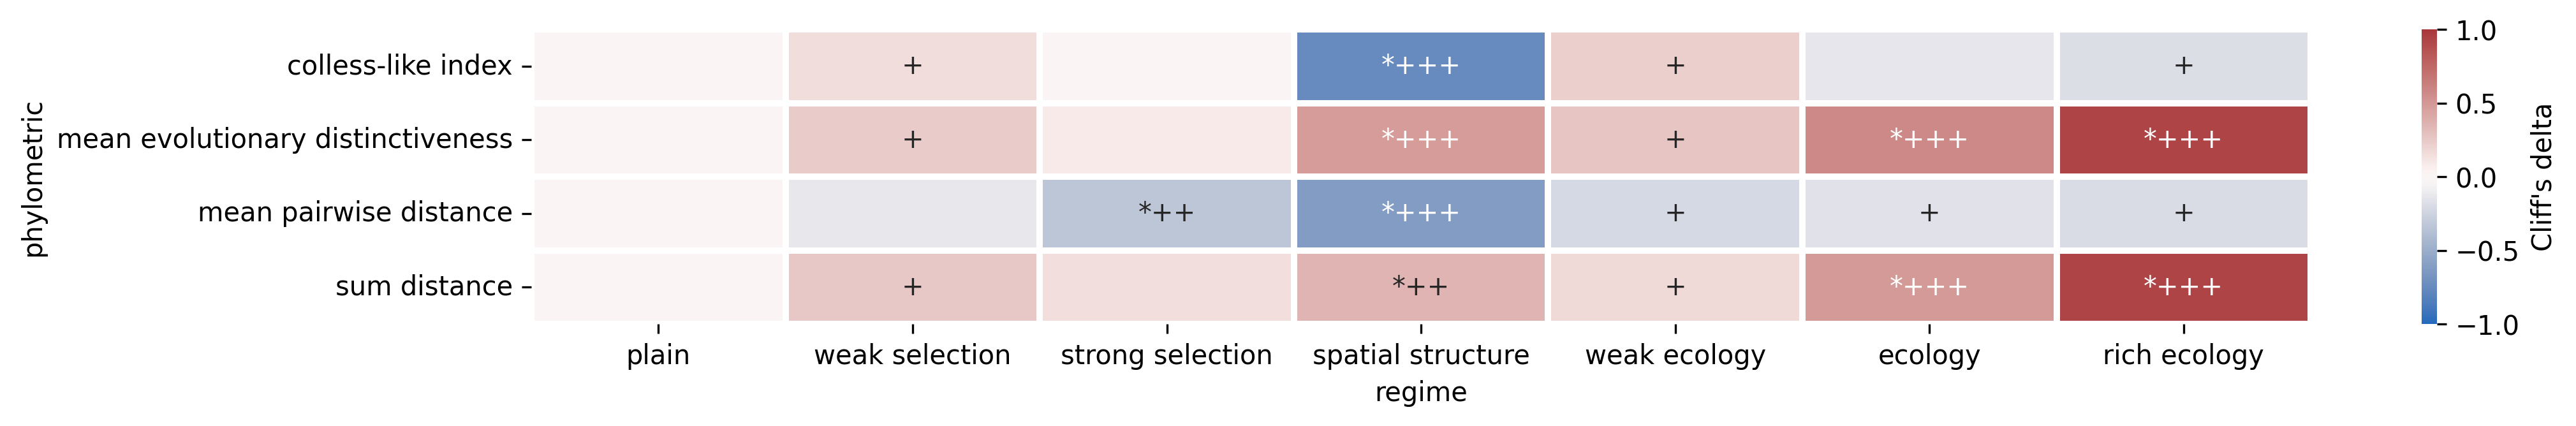 phylometric
colless-like index
+
*+++
+
+
mean evolutionary distinctiveness
+
*+++
+
*+++
*+++
mean pairwise distance
*++
*+++
+
+
+
sum distance
+
*++
+
*+++
*+++
plain
weak selection
strong selection
spatial structure
weak ecology
ecology
rich ecology
regime
1.0
0.5
0.0
−0.5
−1.0
Cliff's delta